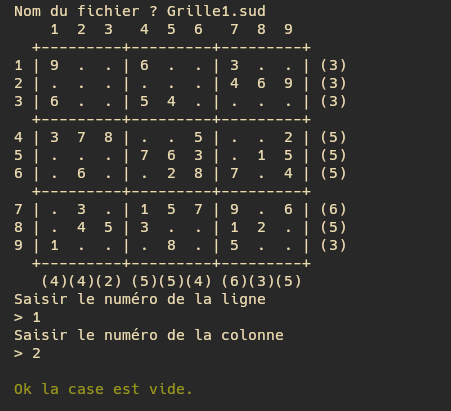 Nom du fichier ? Grille1.sud
    1  2  3   4  5  6   7  8  9
  +---------+---------+---------+
1 | 9  .  . | 6  .  . | 3  .  . | (3)
2 | .  .  . | .  .  . | 4  6  9 | (3)
3 | 6  .  . | 5  4  . | .  .  . | (3)
  +---------+---------+---------+
4 | 3  7  8 | .  .  5 | .  .  2 | (5)
5 | .  .  . | 7  6  3 | .  1  5 | (5)
6 | .  6  . | .  2  8 | 7  .  4 | (5)
  +---------+---------+---------+
7 | .  3  . | 1  5  7 | 9  .  6 | (6)
8 | .  4  5 | 3  .  . | 1  2  . | (5)
9 | 1  .  . | .  8  . | 5  .  . | (3)
  +---------+---------+---------+
   (4)(4)(2) (5)(5)(4) (6)(3)(5)
Saisir le numéro de la ligne
> 1
Saisir le numéro de la colonne
> 2
Ok la case est vide.